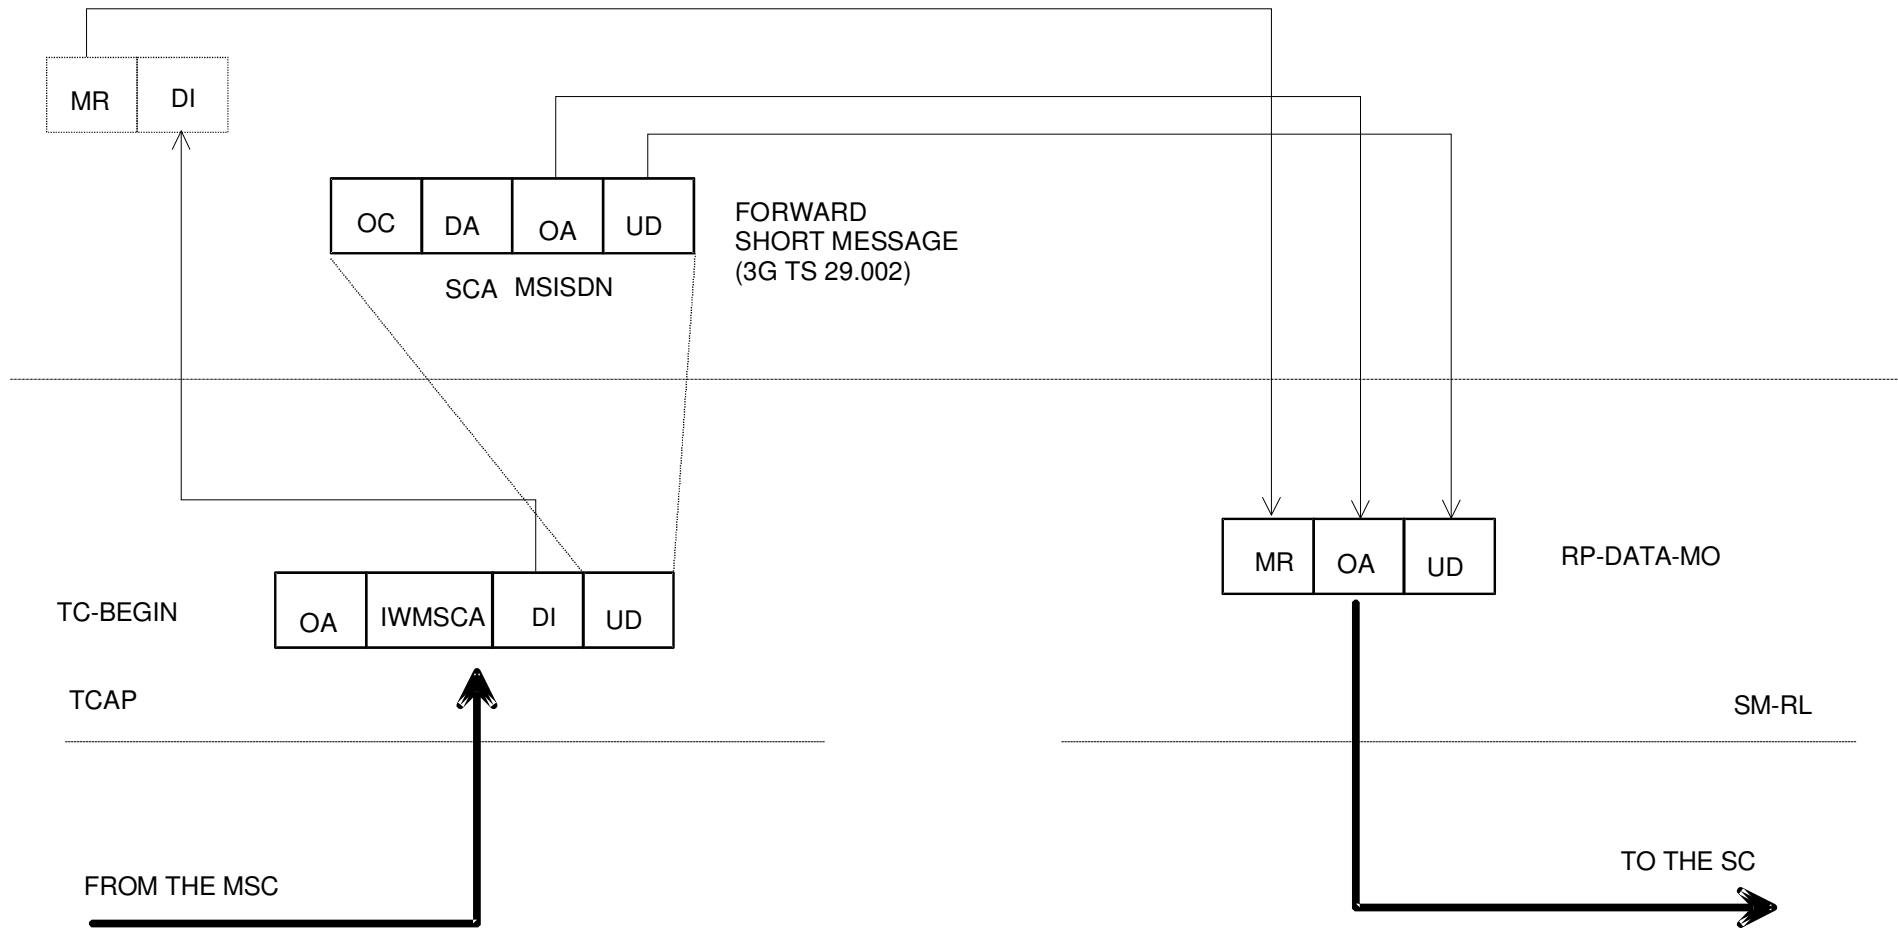 MR DI
OC DA OA UD
FORWARD
SHORT MESSAGE
(3G TS 29.002)
SCA MSISDN
MR OA UD
RP-DATA-MO
TC-BEGIN
OA IWMSCA DI UD
TCAP
SM-RL
FROM THE MSC
TO THE SC